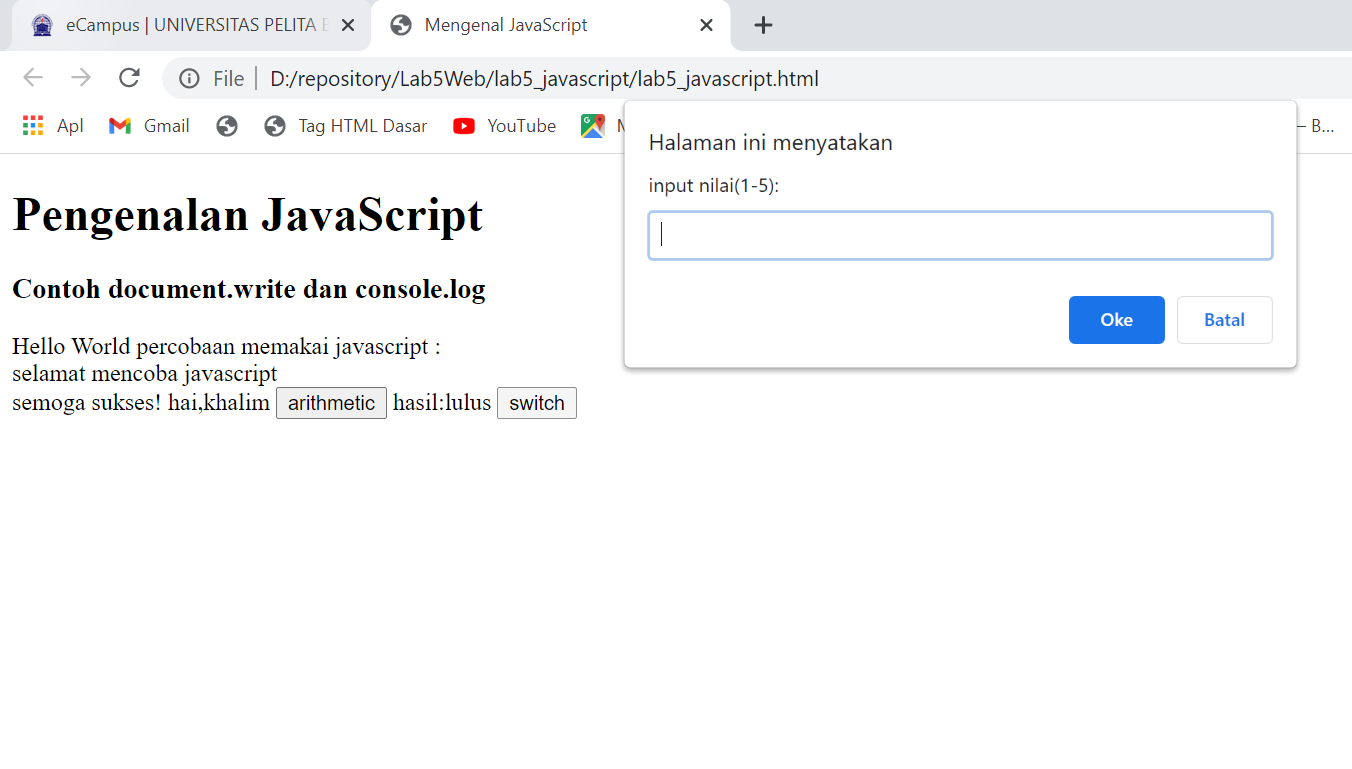 eCampus | UNIVERSITAS PELITA
Mengenal JavaScript
File | D:/repository/Lab5Web/lab5_javascript/lab5_javascript.html
Apl Gmail Tag HTML Dasar YouTube – B...
Halaman ini menyatakan
input nilai(1-5):
Oke Batal
Pengenalan JavaScript
Contoh document.write dan console.log
Hello World percobaan memakai javascript :
selamat mencoba javascript
semoga sukses! hai,khalim arithmetic hasil:lulus switch